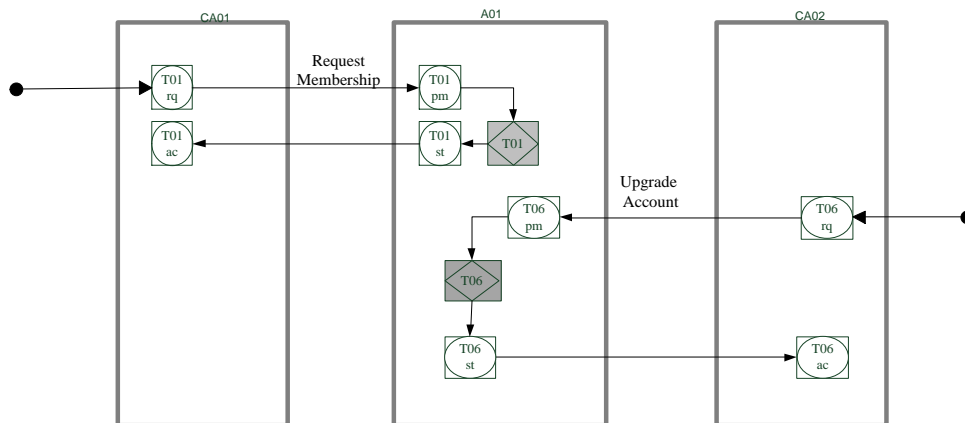 CA01
A01
CA02
T01
rq
Request
Membership
T01
pm
T01
ac
T01
st
T01
Upgrade
Account
T06
pm
T06
rq
T06
T06
st
T06
ac